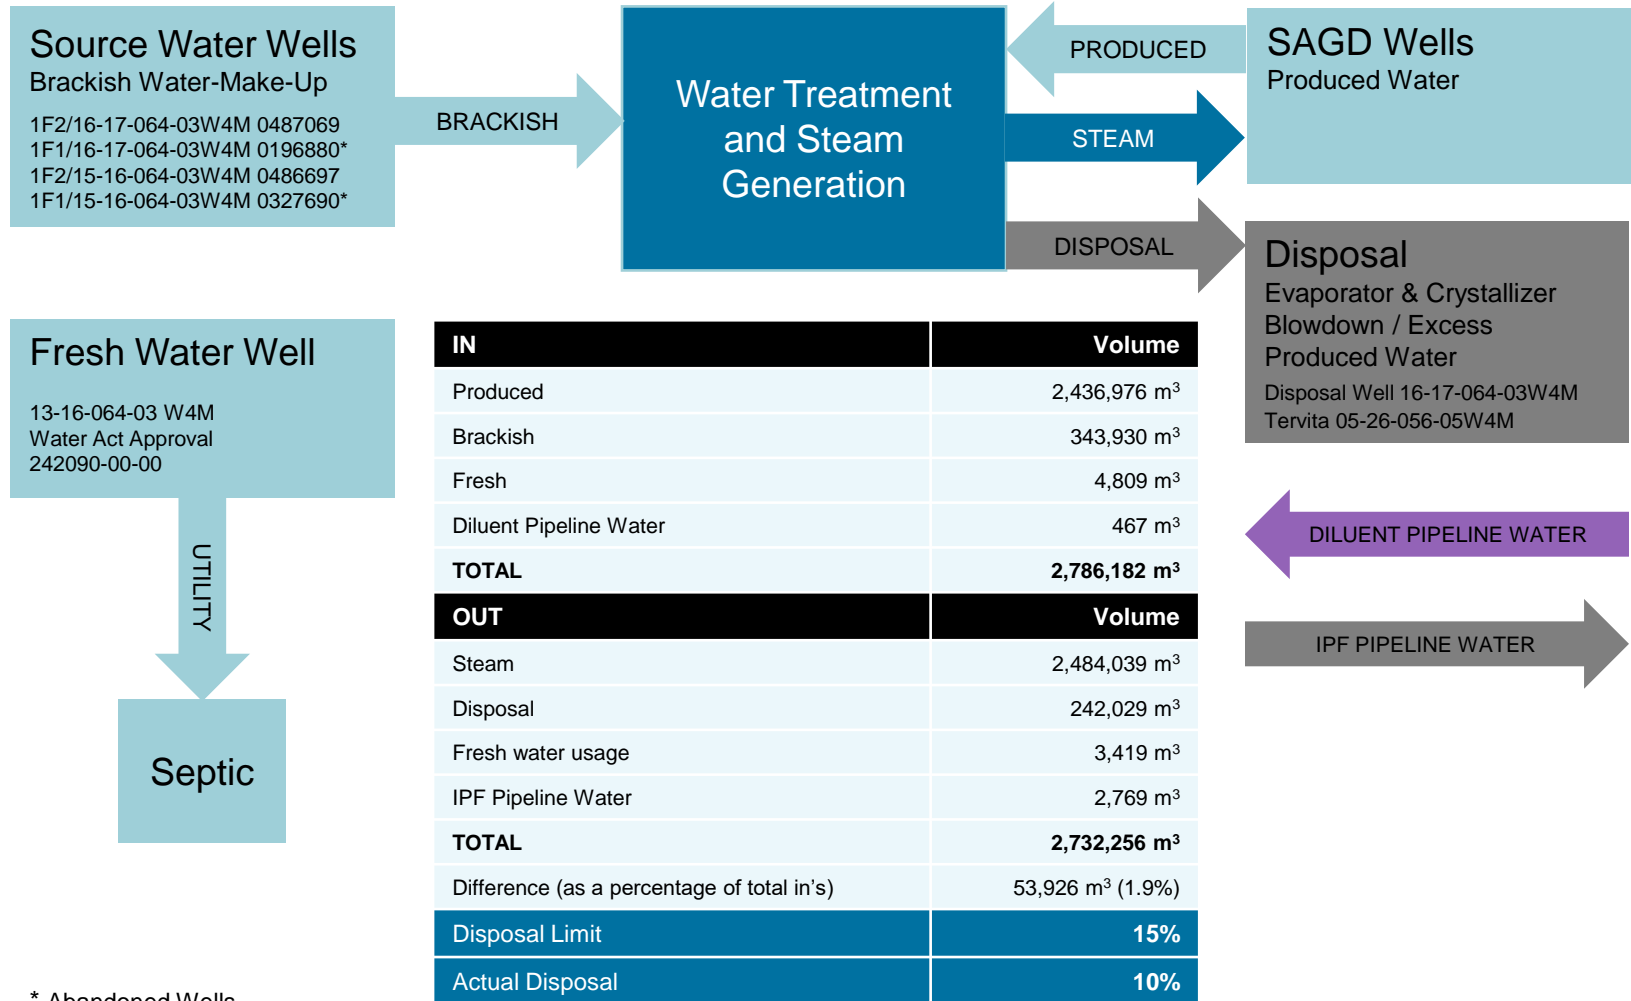 Source Water Wells
Brackish Water-Make-Up
1F2/16-17-064-03W4M 0487069
1F1/16-17-064-03W4M 0196880*
1F2/15-16-064-03W4M 0486697
1F1/15-16-064-03W4M 0327690*
BRACKISH
Water Treatment
and Steam
Generation
PRODUCED
STEAM
DISPOSAL
SAGD Wells
Produced Water
Disposal
Evaporator & Crystallizer
Blowdown / Excess
Produced Water
Disposal Well 16-17-064-03W4M
Tervita 05-26-056-05W4M
Fresh Water Well
13-16-064-03 W4M
Water Act Approval
242090-00-00
UTILITY
Septic
IN Volume
Produced 2,436,976 m³
Brackish 343,930 m³
Fresh 4,809 m³
Diluent Pipeline Water 467 m³
TOTAL 2,786,182 m³
OUT Volume
Steam 2,484,039 m³
Disposal 242,029 m³
Fresh water usage 3,419 m³
IPF Pipeline Water 2,769 m³
TOTAL 2,732,256 m³
Difference (as a percentage of total in’s) 53,926 m³ (1.9%)
Disposal Limit 15%
Actual Disposal 10%
DILUENT PIPELINE WATER
IPF PIPELINE WATER
* Abandoned Wells